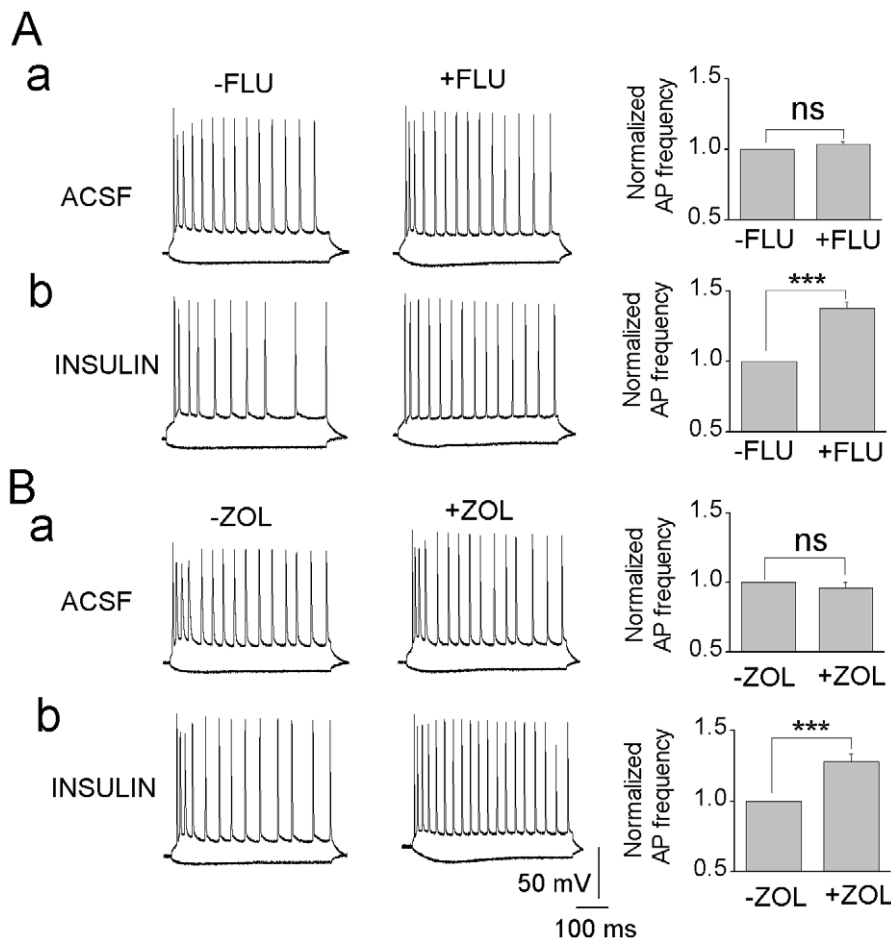 A
a
-FLU
+FLU
ACSF
Normalized
AP frequency
1.5
1.0
0.5
ns
-FLU
+FLU
b
INSULIN
Normalized
AP frequency
1.5
1.0
0.5
***
-FLU
+FLU
B
a
-ZOL
+ZOL
ACSF
Normalized
AP frequency
1.5
1.0
0.5
ns
-ZOL
+ZOL
b
INSULIN
Normalized
AP frequency
1.5
1.0
0.5
***
-ZOL
+ZOL
50 mV
100 ms